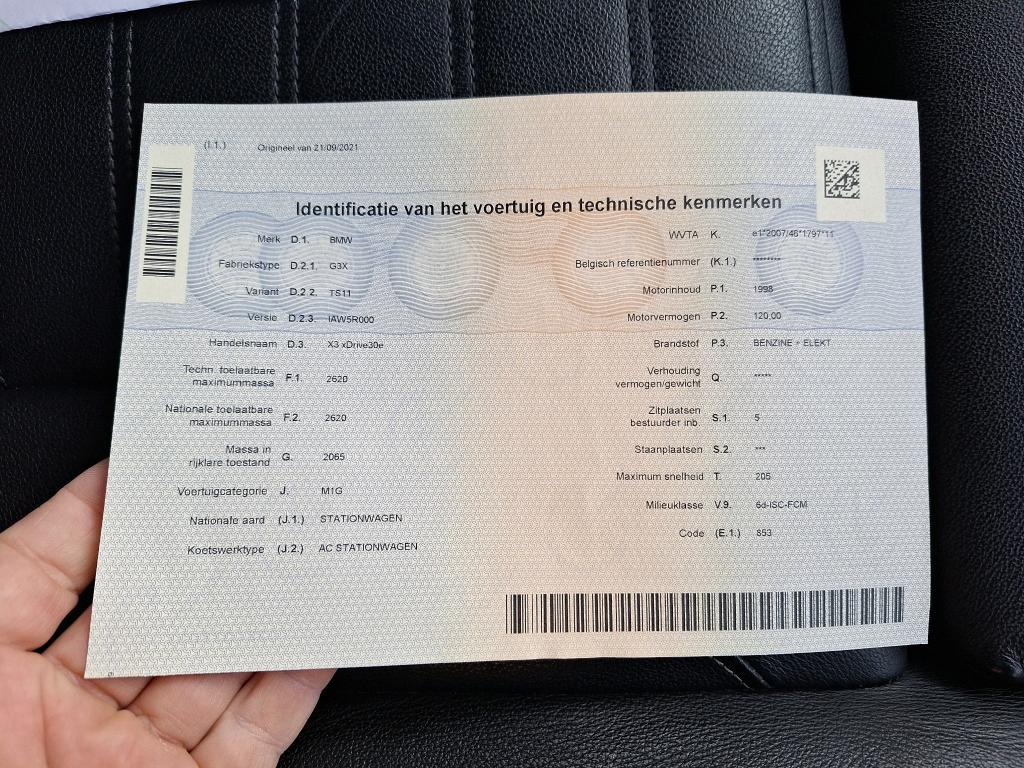 (I.1.) Origineel van 21/09/2021
Identificatie van het voertuig en technische kenmerken
Merk D.1. BMW
Fabriekstype D.2.1. G3X
Variant D.2.2. TS11
Versie D.2.3. IAW5R000
Handelsnaam D.3. X3 xDrive30e
Techn. toelaatbare
maximummassa F.1. 2620
Nationale toelaatbare
maximummassa F.2. 2620
Massa in
rijklare toestand G. 2065
Voertuigcategorie J. M1G
Nationale aard (J.1.) STATIONWAGEN
Koetswerktype (J.2.) AC STATIONWAGEN
WVTA K. e1*2007/46*1797*11
Belgisch referentienummer (K.1.) ********
Motorinhoud P.1. 1998
Motorvermogen P.2. 120,00
Brandstof P.3. BENZINE + ELEKT
Verhouding
vermogen/gewicht Q. *****
Zitplaatsen
bestuurder inb. S.1. 5
Staanplaatsen S.2. ***
Maximum snelheid T. 205
Milieuklasse V.9. 6d-ISC-FCM
Code (E.1.) 853